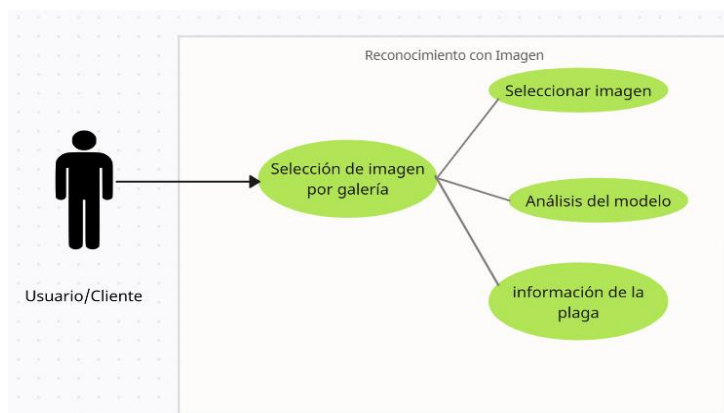 Reconocimiento con Imagen
Seleccionar imagen
Selección de imagen
por galería
Análisis del modelo
Usuario/Cliente
información de la
plaga